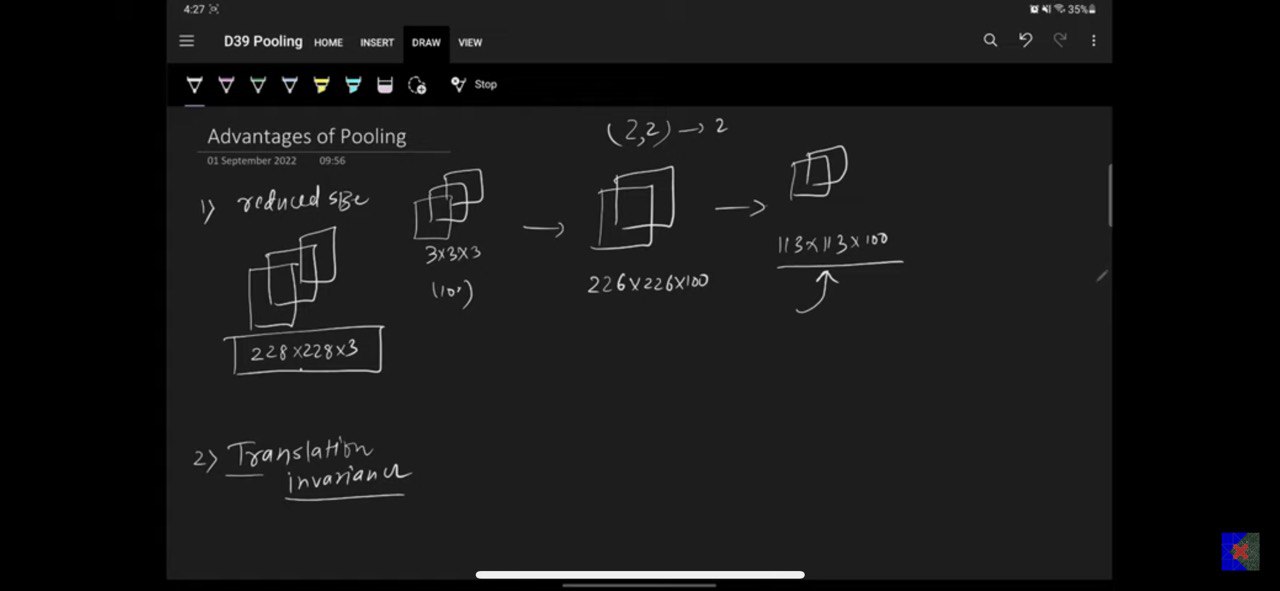 4:27
35%
D39 Pooling HOME INSERT DRAW VIEW
Stop
Advantages of Pooling
01 September 2022 09:56
(2,2) → 2
1) reduced size
3x3x3
(100)
226x226x100
113x113x100
228x228x3
2) Translation
invariance